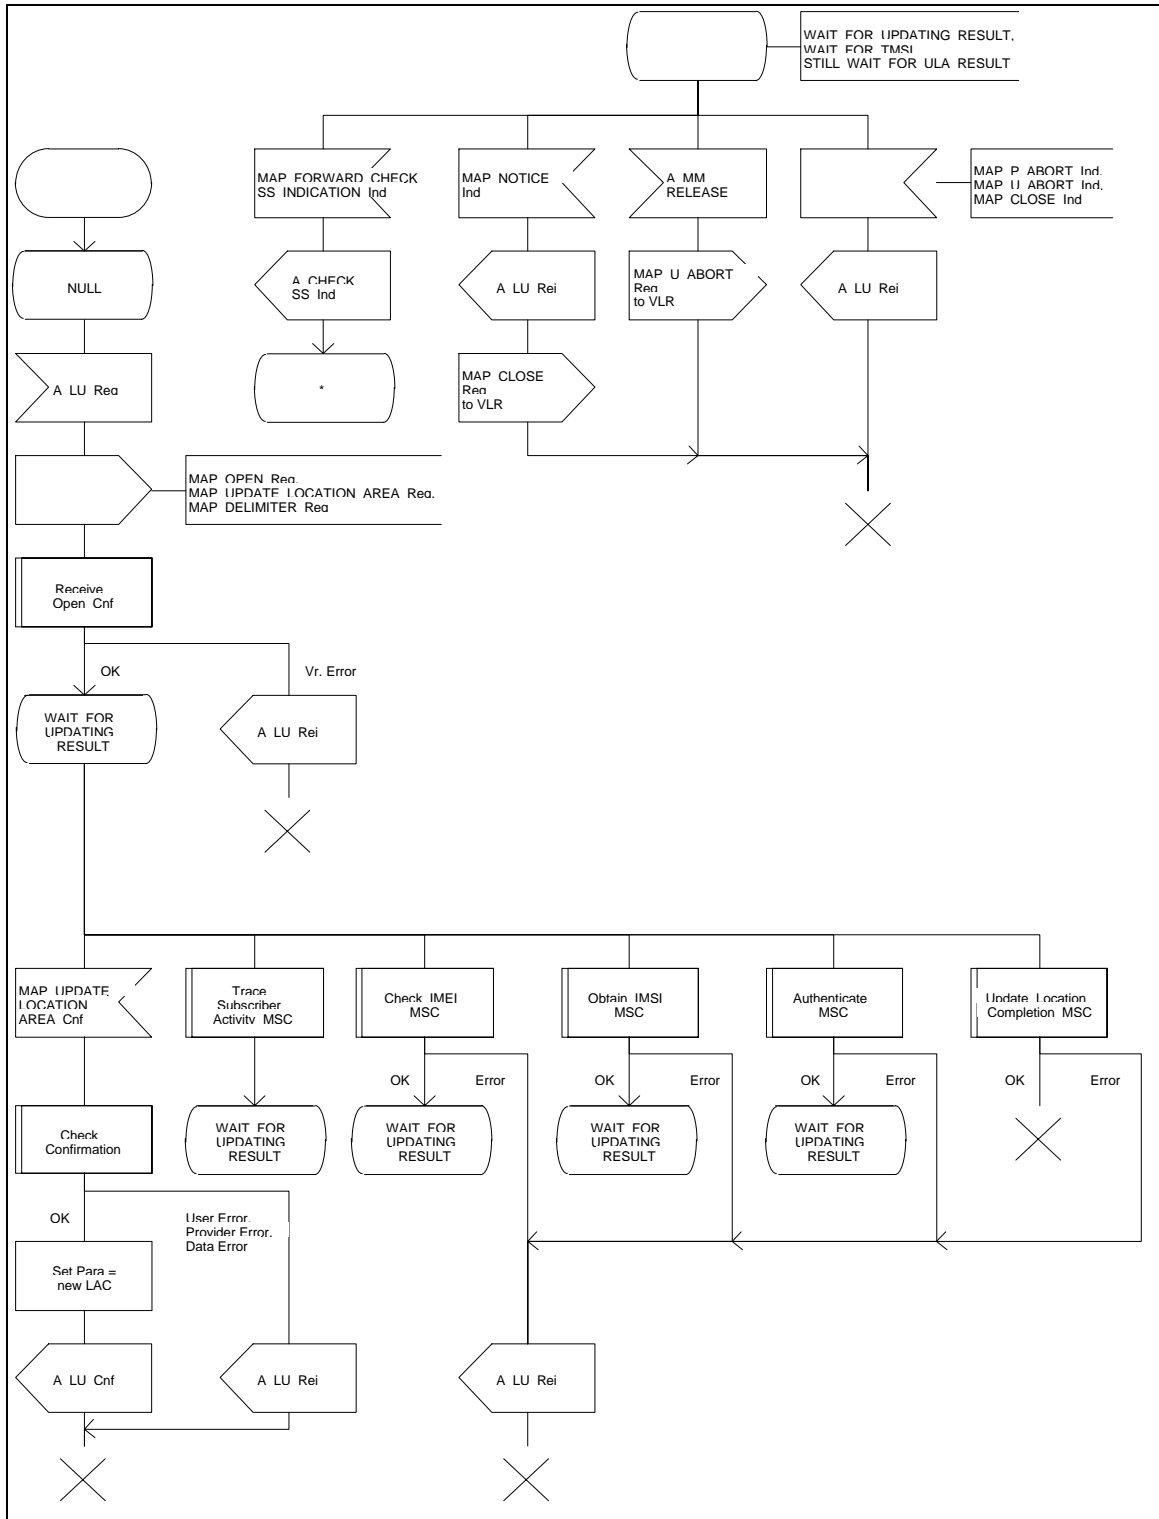 WAIT FOR UPDATING RESULT,
WAIT FOR TMSI
STILL WAIT FOR ULA RESULT
MAP FORWARD CHECK
SS INDICATION Ind
MAP NOTICE
Ind
A MM
RELEASE
MAP P ABORT Ind,
MAP U ABORT Ind,
MAP CLOSE Ind
NULL
A CHECK
SS Ind
A LU Rej
MAP U ABORT
Req
to VLR
A LU Rej
A LU Req
*
MAP CLOSE
Req
to VLR
MAP OPEN Req,
MAP UPDATE LOCATION AREA Req,
MAP DELIMITER Req
Receive
Open Cnf
OK
Vr. Error
WAIT FOR
UPDATING
RESULT
A LU Rej
MAP UPDATE
LOCATION
AREA Cnf
Trace
Subscriber
Activity MSC
Check IMEI
MSC
Obtain IMSI
MSC
Authenticate
MSC
Update Location
Completion MSC
OK
Error
OK
Error
OK
Error
OK
Error
Check
Confirmation
WAIT FOR
UPDATING
RESULT
WAIT FOR
UPDATING
RESULT
WAIT FOR
UPDATING
RESULT
WAIT FOR
UPDATING
RESULT
OK
User Error,
Provider Error,
Data Error
Set Para =
new LAC
A LU Cnf
A LU Rej
A LU Rej